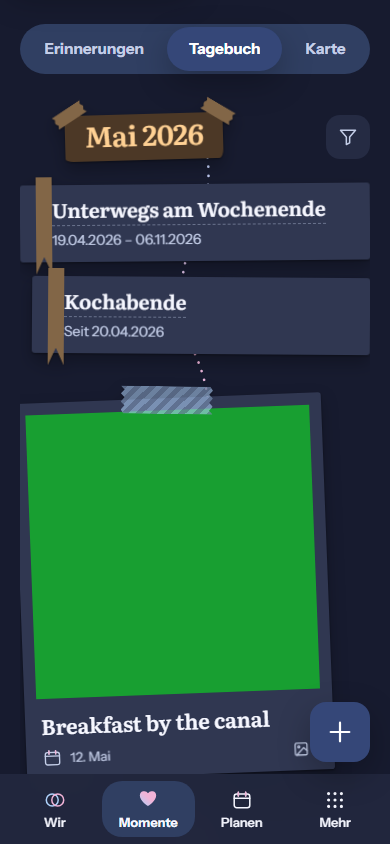 Erinnerungen
Tagebuch
Karte
Mai 2026
Unterwegs am Wochenende
19.04.2026 – 06.11.2026
Kochabende
Seit 20.04.2026
Breakfast by the canal
12. Mai
Wir
Momente
Planen
Mehr